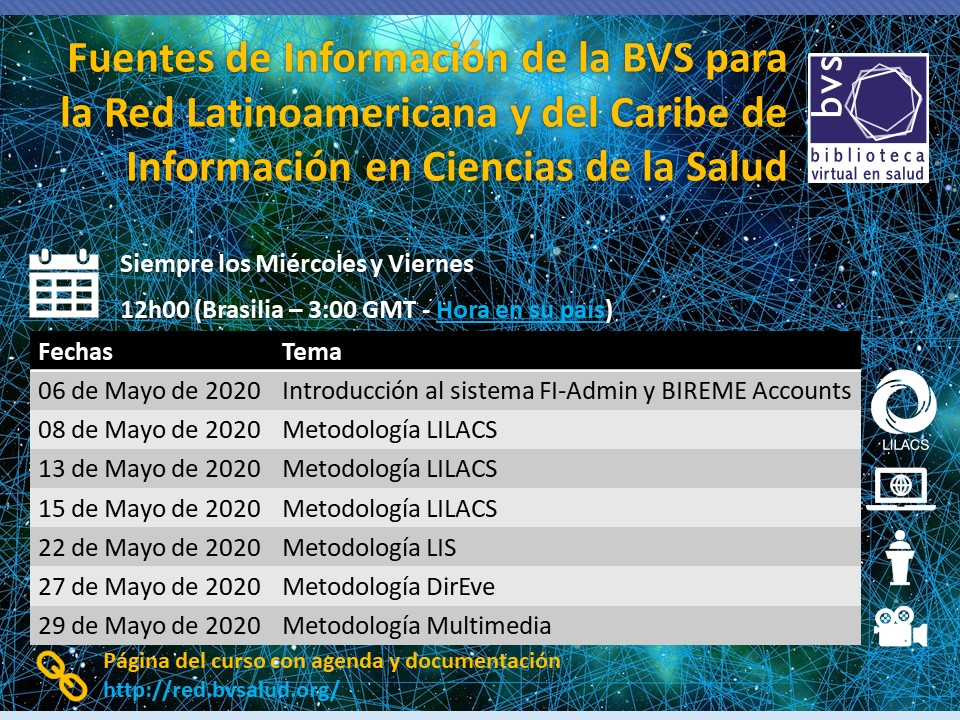 Fuentes de Información de la BVS para
la Red Latinoamericana y del Caribe de
Información en Ciencias de la Salud
bvs
biblioteca
virtual en salud
Siempre los Miércoles y Viernes
12h00 (Brasilia – 3:00 GMT - Hora en su país)
Fechas Tema
06 de Mayo de 2020 Introducción al sistema FI-Admin y BIREME Accounts
08 de Mayo de 2020 Metodología LILACS
13 de Mayo de 2020 Metodología LILACS
15 de Mayo de 2020 Metodología LILACS
22 de Mayo de 2020 Metodología LIS
27 de Mayo de 2020 Metodología DirEve
29 de Mayo de 2020 Metodología Multimedia
LILACS
Página del curso con agenda y documentación
http://red.bvsalud.org/